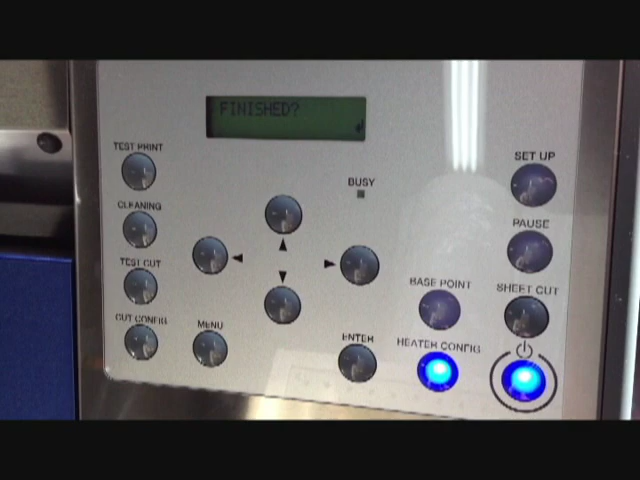 FINISHED?
TEST PRINT
CLEANING
TEST CUT
CUT CONFIG
MENU
BUSY
ENTER
BASE POINT
HEATER CONFIG
SET UP
PAUSE
SHEET CUT